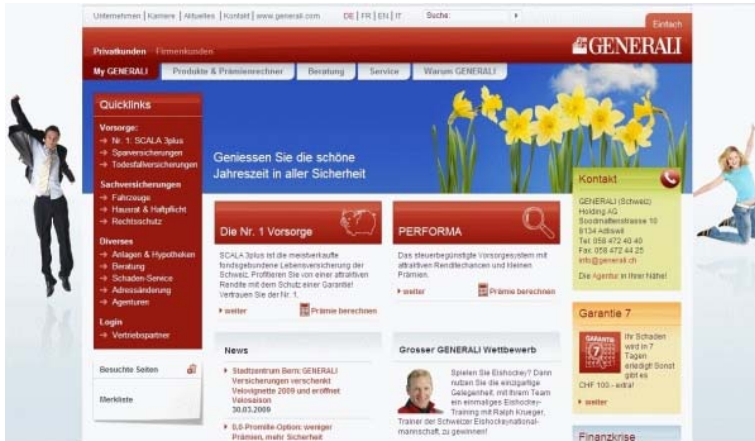 Unternehmen | Karriere | Aktuelles | Kontakt | www.generali.com
DE | FR | EN | IT
Suche:
Einfach
Privatkunden Firmenkunden
GENERALI
My GENERALI
Produkte & Prämienrechner
Beratung
Service
Warum GENERALI
Quicklinks
Vorsorge:
Nr. 1: SCALA 3plus
Sparversicherungen
Todesfallversicherungen
Sachversicherungen
Fahrzeuge
Hausrat & Haftpflicht
Rechtsschutz
Diverses
Anlagen & Hypotheken
Beratung
Schaden-Service
Adressänderung
Agenturen
Login
Vertriebspartner
Besuchte Seiten
Merkliste
Geniessen Sie die schöne
Jahreszeit in aller Sicherheit
Die Nr. 1 Vorsorge
SCALA 3plus ist die meistverkaufte
fondsgebundene Lebensversicherung der
Schweiz. Profitieren Sie von einer attraktiven
Rendite mit dem Schutz einer Garantie!
Vertrauen Sie der Nr. 1.
weiter
Prämie berechnen
PERFORMA
Das steuerbegünstigte Vorsorgesystem mit
attraktiven Renditechancen und kleinen
Prämien.
weiter
Prämie berechnen
News
Stadtzentrum Bern: GENERALI
Versicherungen verschenkt
Velovignette 2009 und eröffnet
Velosaison
30.03.2009
0,0-Promille-Option: weniger
Prämien, mehr Sicherheit
Grosser GENERALI Wettbewerb
Spielen Sie Eishockey? Dann
nutzen Sie die einzigartige
Gelegenheit, mit Ihrem Team
ein einmaliges Eishockey-
Training mit Ralph Krueger,
Trainer der Schweizer Eishockeynational-
mannschaft, zu gewinnen!
Kontakt
GENERALI (Schweiz)
Holding AG
Soodmattenstrasse 10
8134 Adliswil
Tel. 058 472 40 40
Fax. 058 472 44 25
info@generali.ch
Die Agentur in Ihrer Nähe!
Garantie 7
GARANTIE
7
Ihr Schaden
wird in 7
Tagen
erledigt! Sonst
gibt es
CHF 100.- extra!
weiter
Finanzkrise